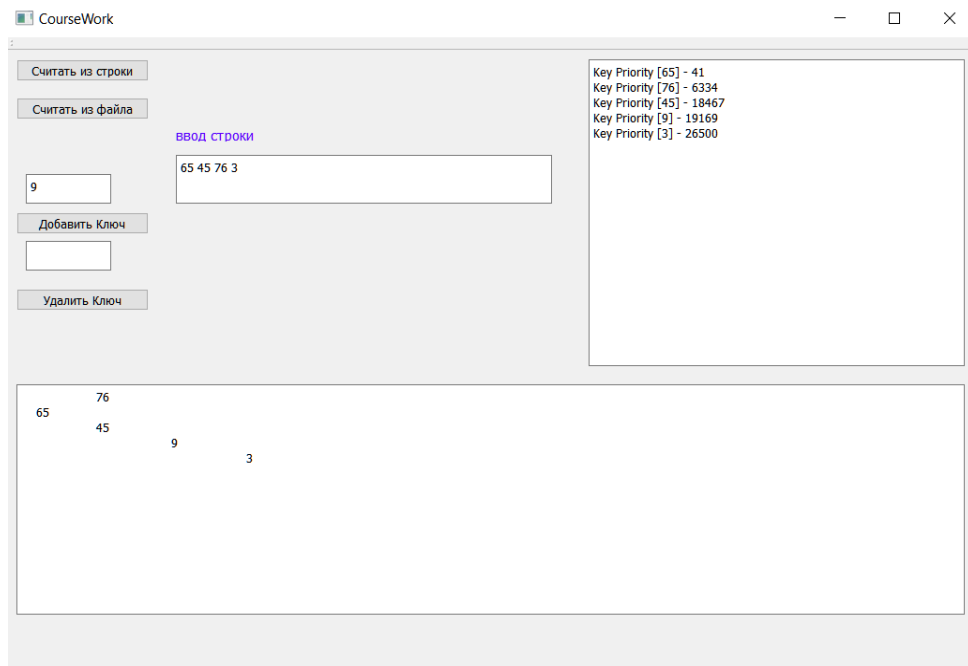 CourseWork
Считать из строки
Считать из файла
ввод строки
65 45 76 3
9
Добавить Ключ
Удалить Ключ
Key Priority [65] - 41
Key Priority [76] - 6334
Key Priority [45] - 18467
Key Priority [9] - 19169
Key Priority [3] - 26500
76
65
45
9
3